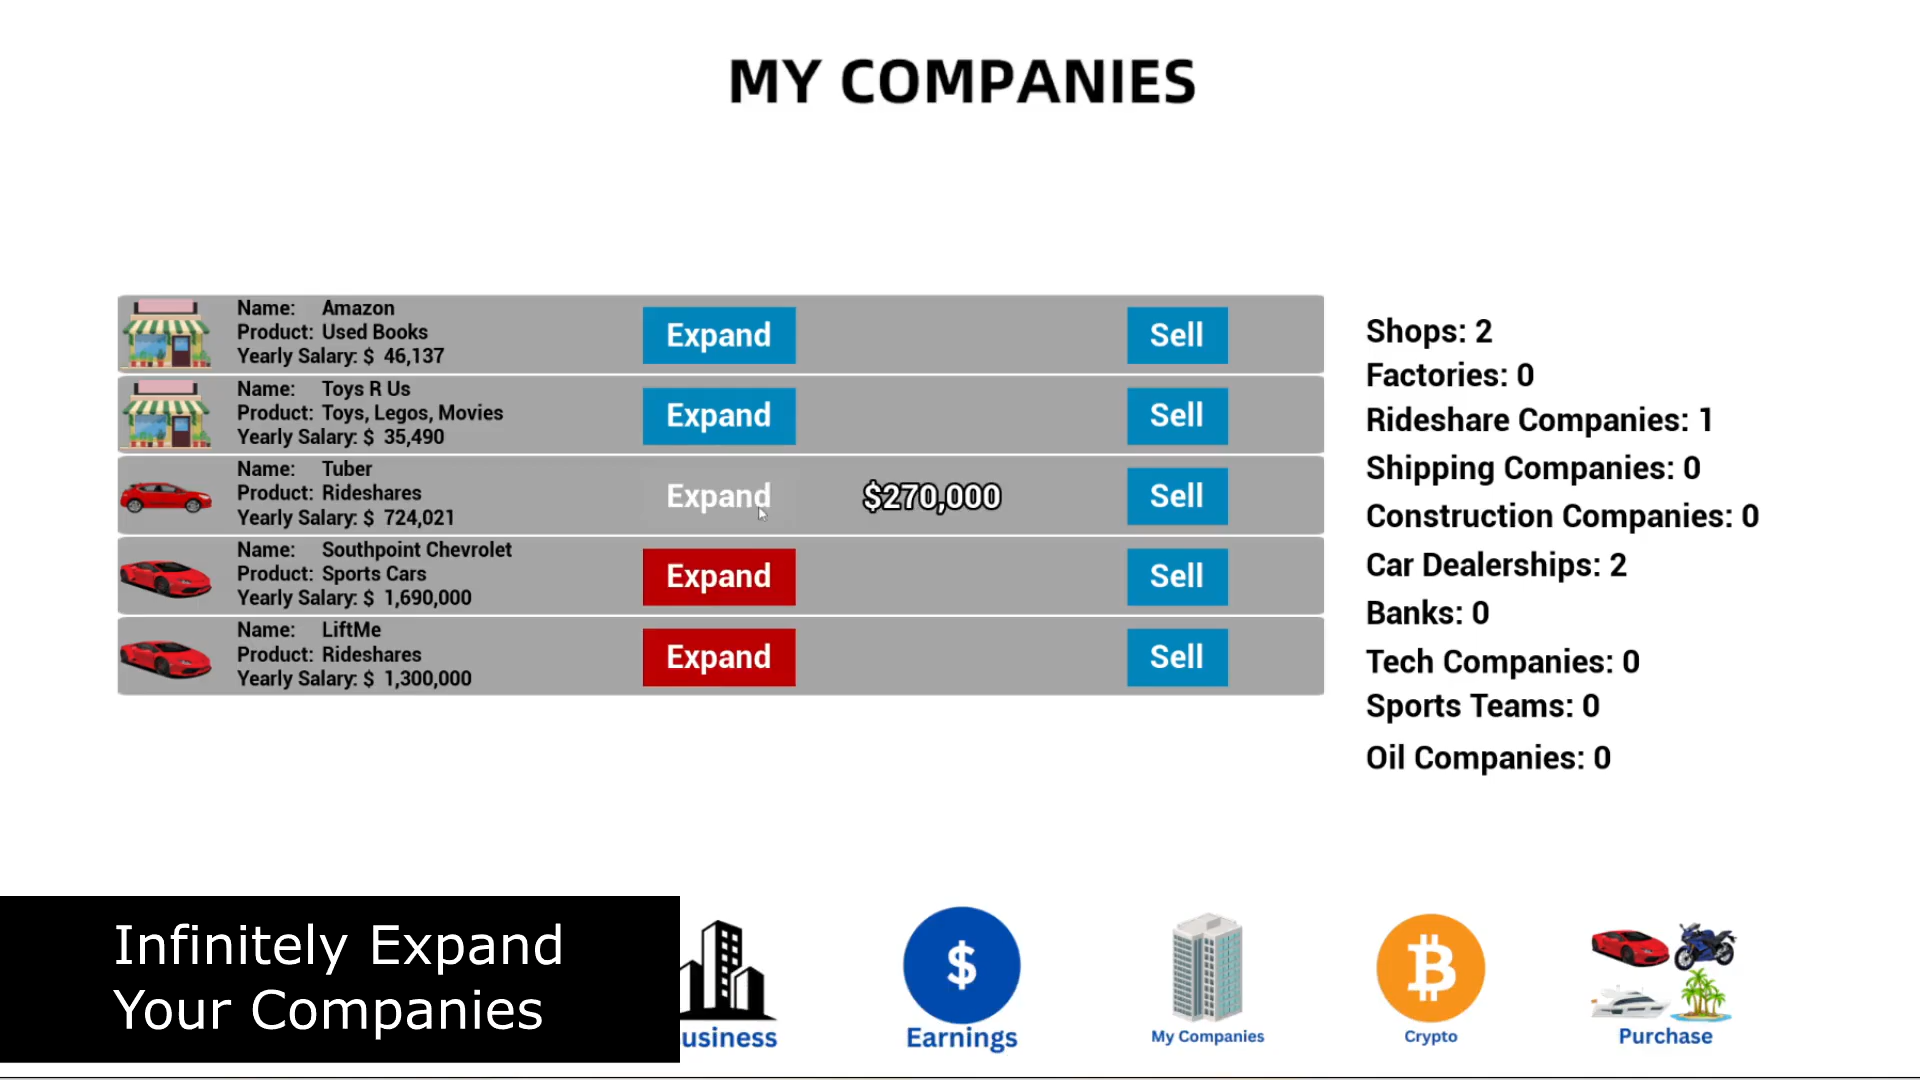 MY COMPANIES
Name: Amazon
Product: Used Books
Yearly Salary: $ 46,137
Expand
Sell
Name: Toys R Us
Product: Toys, Legos, Movies
Yearly Salary: $ 35,490
Expand
Sell
Name: Tuber
Product: Rideshares
Yearly Salary: $ 724,021
Expand
$270,000
Sell
Name: Southpoint Chevrolet
Product: Sports Cars
Yearly Salary: $ 1,690,000
Expand
Sell
Name: LiftMe
Product: Rideshares
Yearly Salary: $ 1,300,000
Expand
Sell
Shops: 2
Factories: 0
Rideshare Companies: 1
Shipping Companies: 0
Construction Companies: 0
Car Dealerships: 2
Banks: 0
Tech Companies: 0
Sports Teams: 0
Oil Companies: 0
Infinitely Expand
Your Companies
usiness
$
Earnings
My Companies
Crypto
Purchase